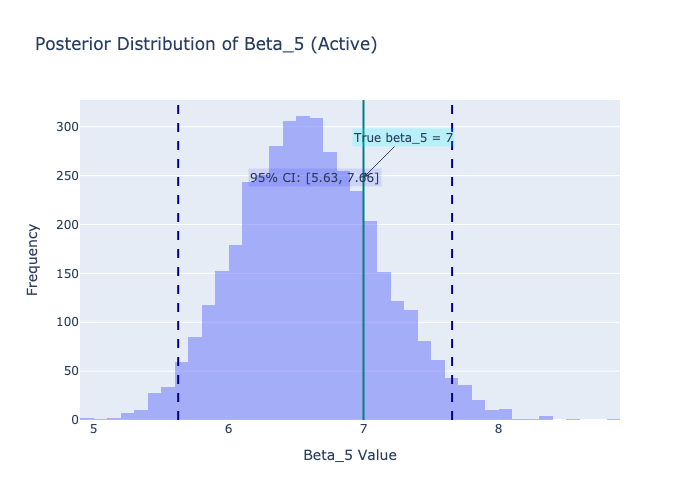 Posterior Distribution of Beta_5 (Active)
300
250
200
150
100
50
0
Frequency
True beta_5 = 7
95% CI: [5.63, 7.66]
5
6
7
8
Beta_5 Value